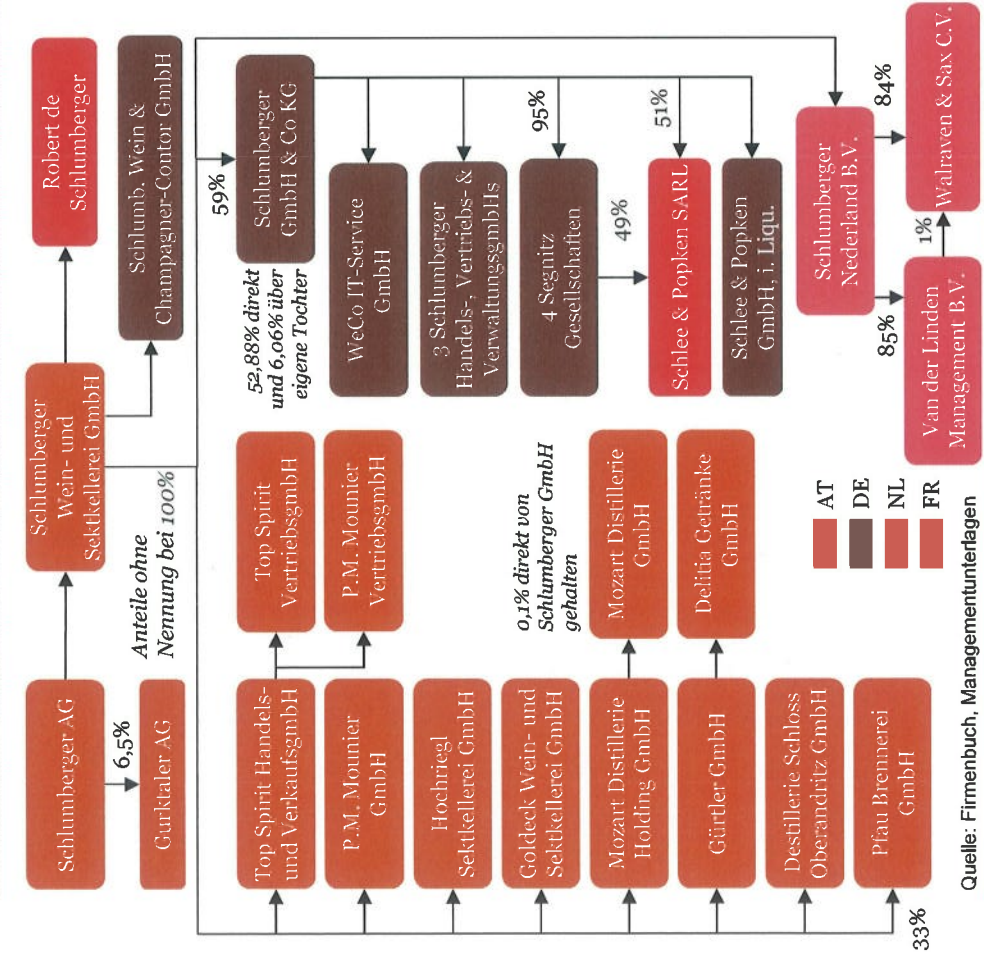 Schlumberger AG
Schlumberger
Wein- und
Sektkellerei GmbH
Robert de
Schlumberger
6,5%
Gurktaler AG
Anteile ohne
Nennung bei 100%
Schlumb. Wein &
Champagner-Contor GmbH
Top Spirit Handels-
und VerkaufsgmbH
Top Spirit
VertriebsgmbH
59%
Schlumberger
GmbH & Co KG
52,88% direkt
und 6,06% über
eigene Tochter
P.M. Mounier
GmbH
P.M. Mounier
VertriebsgmbH
WeCo IT-Service
GmbH
Hochriegl
Sektkellerei GmbH
3 Schlumberger
Handels-, Vertriebs- &
VerwaltungsgmbHs
Goldeck Wein- und
Sektkellerei GmbH
0,1% direkt von
Schlumberger GmbH
gehalten
4 Segnitz
Gesellschaften
95%
Mozart Distillerie
Holding GmbH
Mozart Distillerie
GmbH
49%
51%
Schlee & Popken SARL
Gürtler GmbH
Delitia Getränke
GmbH
Schlee & Popken
GmbH, i. Liqu.
Destillerie Schloss
Oberandritz GmbH
AT
DE
NL
FR
Schlumberger
Nederland B.V.
Pfau Brennerei
GmbH
33%
85%
84%
Van der Linden
Management B.V.
1%
Walraven & Sax C.V.
Quelle: Firmenbuch, Managementunterlagen